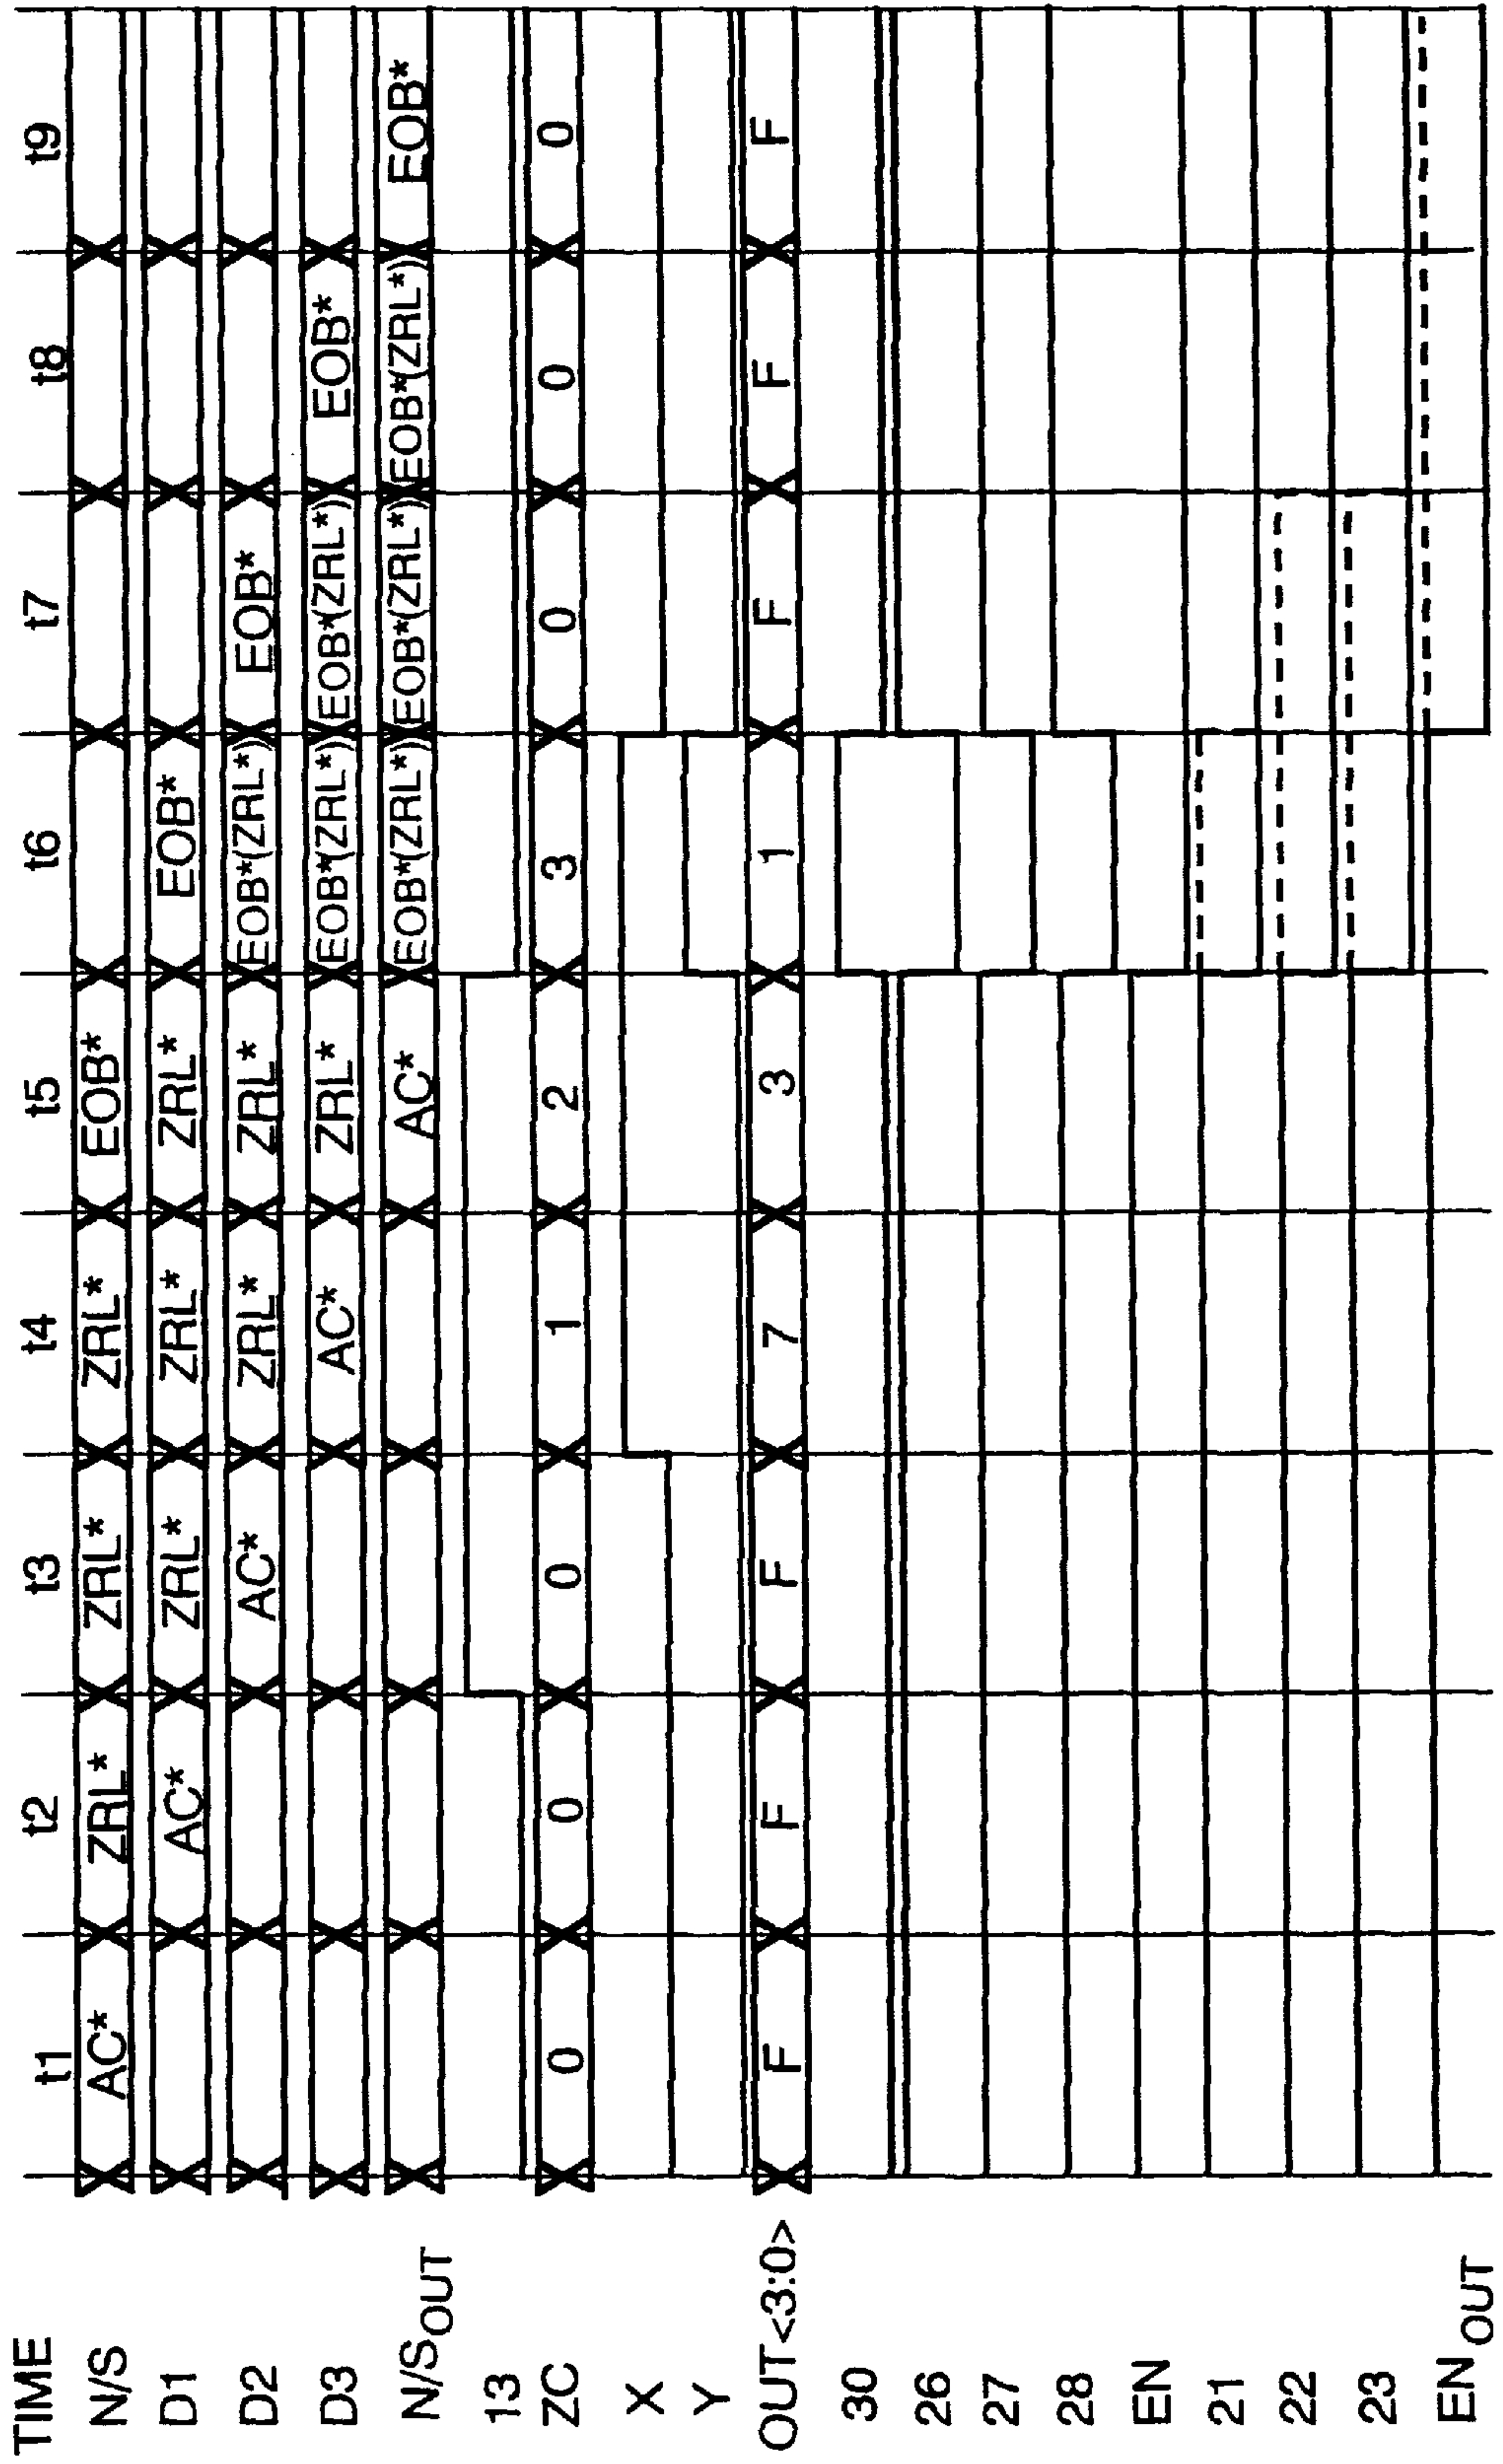 TIME t1 t2 t3 t4 t5 t6 t7 t8 t9
N/S AC* ZRL* ZRL* ZRL* EOB*
D1 AC* ZRL* ZRL* ZRL* EOB*
D2 AC* ZRL* ZRL* EOB*(ZRL*) EOB*
D3 AC* ZRL* EOB*(ZRL*) EOB*(ZRL*) EOB*
N/S OUT AC* EOB*(ZRL*) EOB*(ZRL*) EOB*(ZRL*) EOB*
13
ZC 0 0 0 1 2 3 0 0 0
X
Y
OUT<3:0> F F F 7 3 1 F F F
30
26
27
28
EN
21
22
23
EN OUT